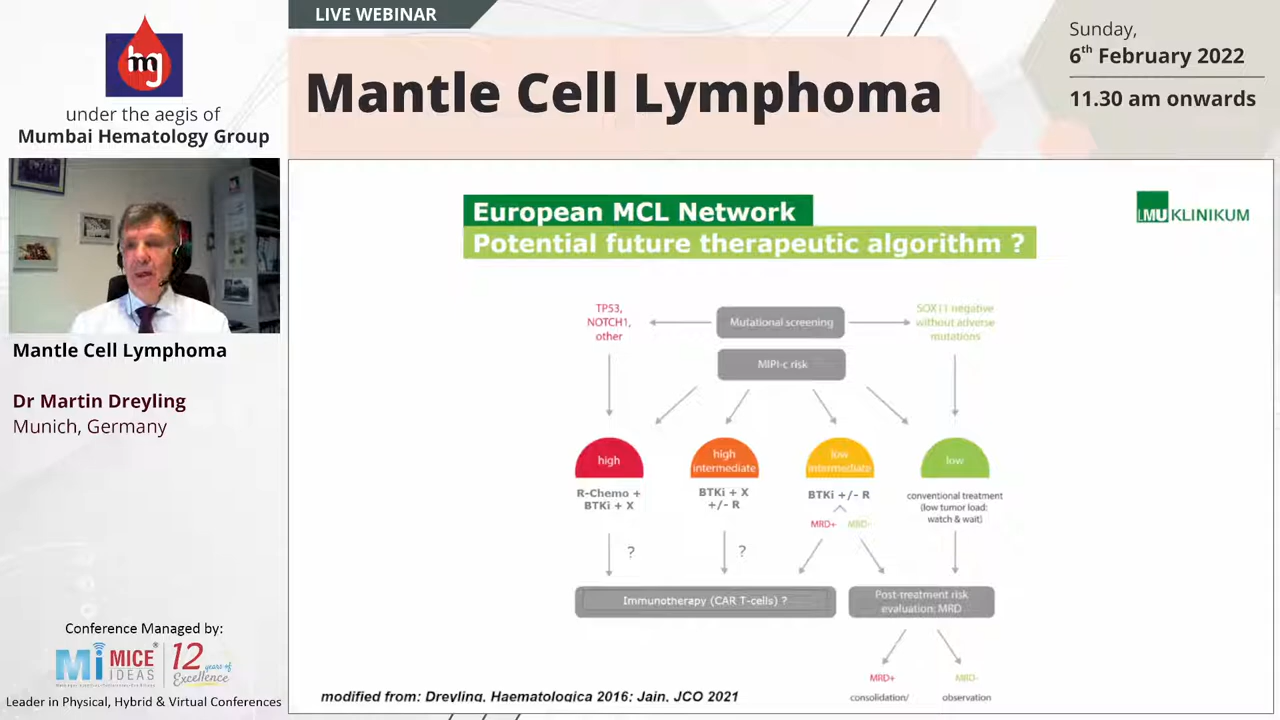 LIVE WEBINAR
mg
under the aegis of
Mumbai Hematology Group
Mantle Cell Lymphoma
Sunday,
6th February 2022
11.30 am onwards
Mantle Cell Lymphoma
Dr Martin Dreyling
Munich, Germany
European MCL Network
Potential future therapeutic algorithm ?
LMU KLINIKUM
TP53,
NOTCH1,
other
Mutational screening
SOX11 negative
without adverse
mutations
MIPI-c risk
high
high
intermediate
low
intermediate
low
R-Chemo +
BTKi + X
BTKi + X
+/- R
BTKi +/- R
MRD+ MRD-
conventional treatment
(low tumor load:
watch & wait)
?
?
Immunotherapy (CAR T-cells) ?
Post-treatment risk
evaluation: MRD
MRD+
consolidation/
MRD-
observation
modified from: Dreyling, Haematologica 2016; Jain, JCO 2021
Conference Managed by:
Mi MICE IDEAS
12 years of Excellence
Leader in Physical, Hybrid & Virtual Conferences